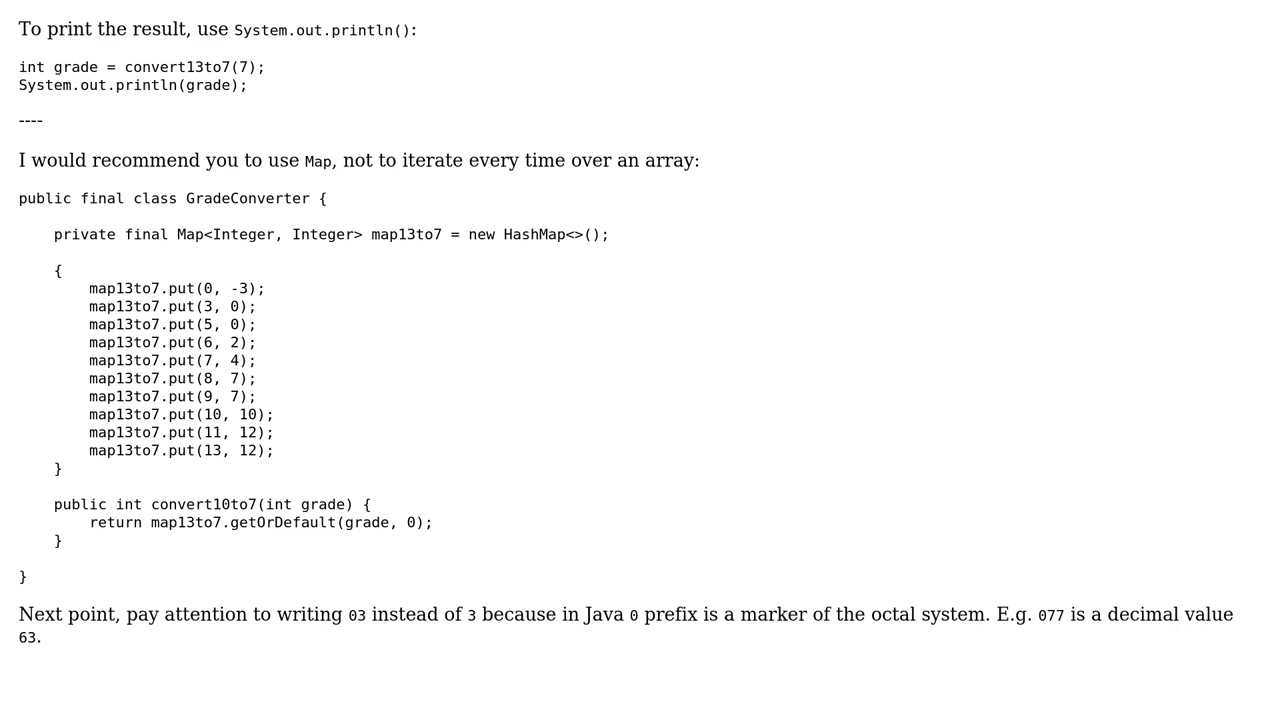 To print the result, use System.out.println():
int grade = convert13to7(7);
System.out.println(grade);
----
I would recommend you to use Map, not to iterate every time over an array:
public final class GradeConverter {
    private final Map<Integer, Integer> map13to7 = new HashMap<>();
    {
        map13to7.put(0, -3);
        map13to7.put(3, 0);
        map13to7.put(5, 0);
        map13to7.put(6, 2);
        map13to7.put(7, 4);
        map13to7.put(8, 7);
        map13to7.put(9, 7);
        map13to7.put(10, 10);
        map13to7.put(11, 12);
        map13to7.put(13, 12);
    }
    public int convert10to7(int grade) {
        return map13to7.getOrDefault(grade, 0);
    }
}
Next point, pay attention to writing 03 instead of 3 because in Java 0 prefix is a marker of the octal system. E.g. 077 is a decimal value
63.